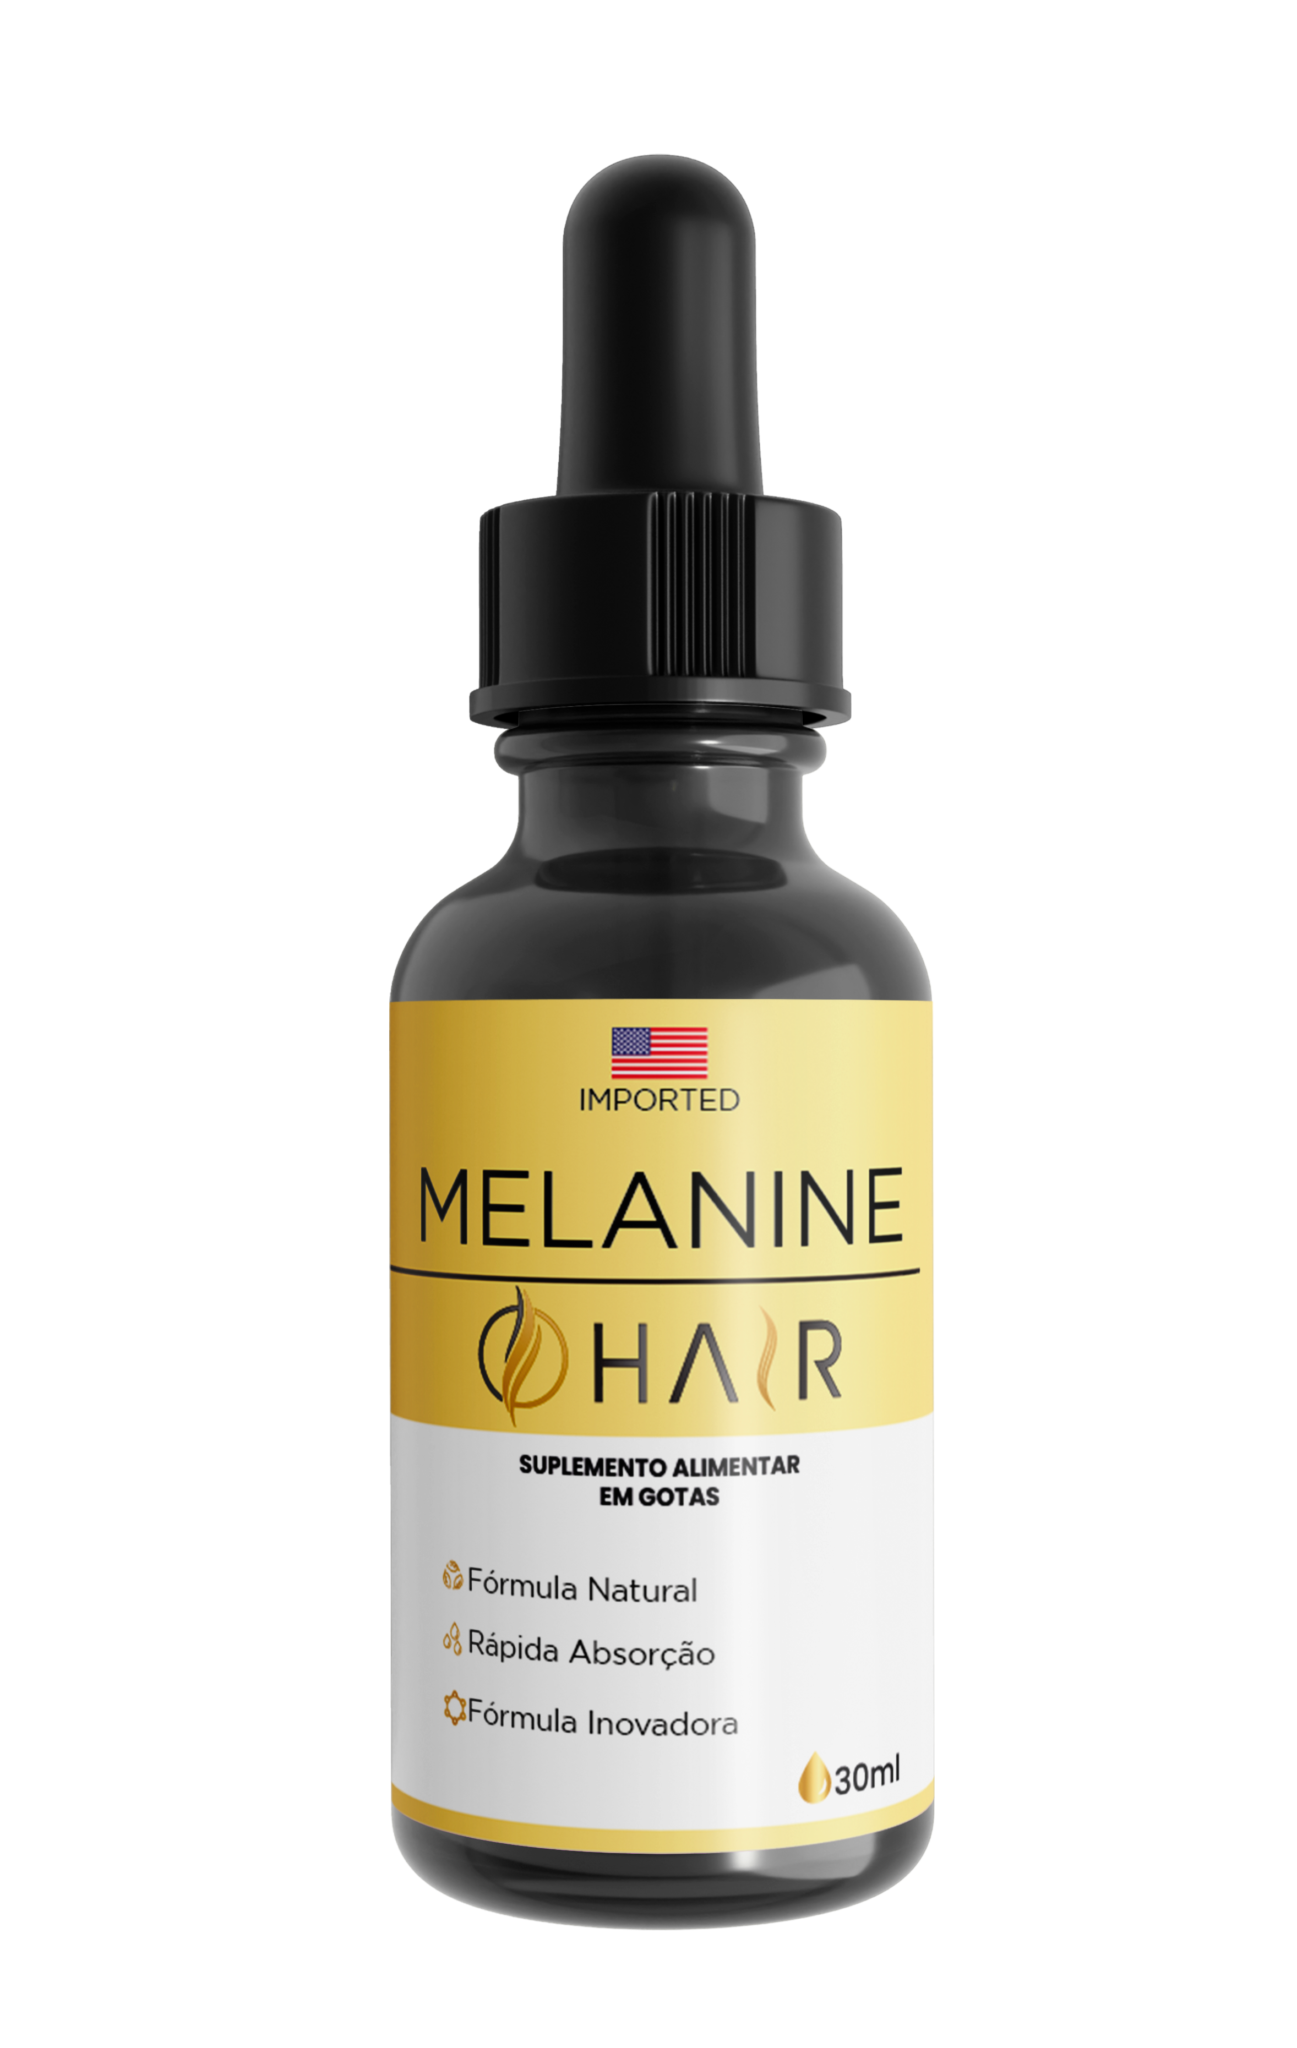 IMPORTED
MELANINE
HAIR
SUPLEMENTO ALIMENTAR
EM GOTAS
Fórmula Natural
Rápida Absorção
Fórmula Inovadora
30ml